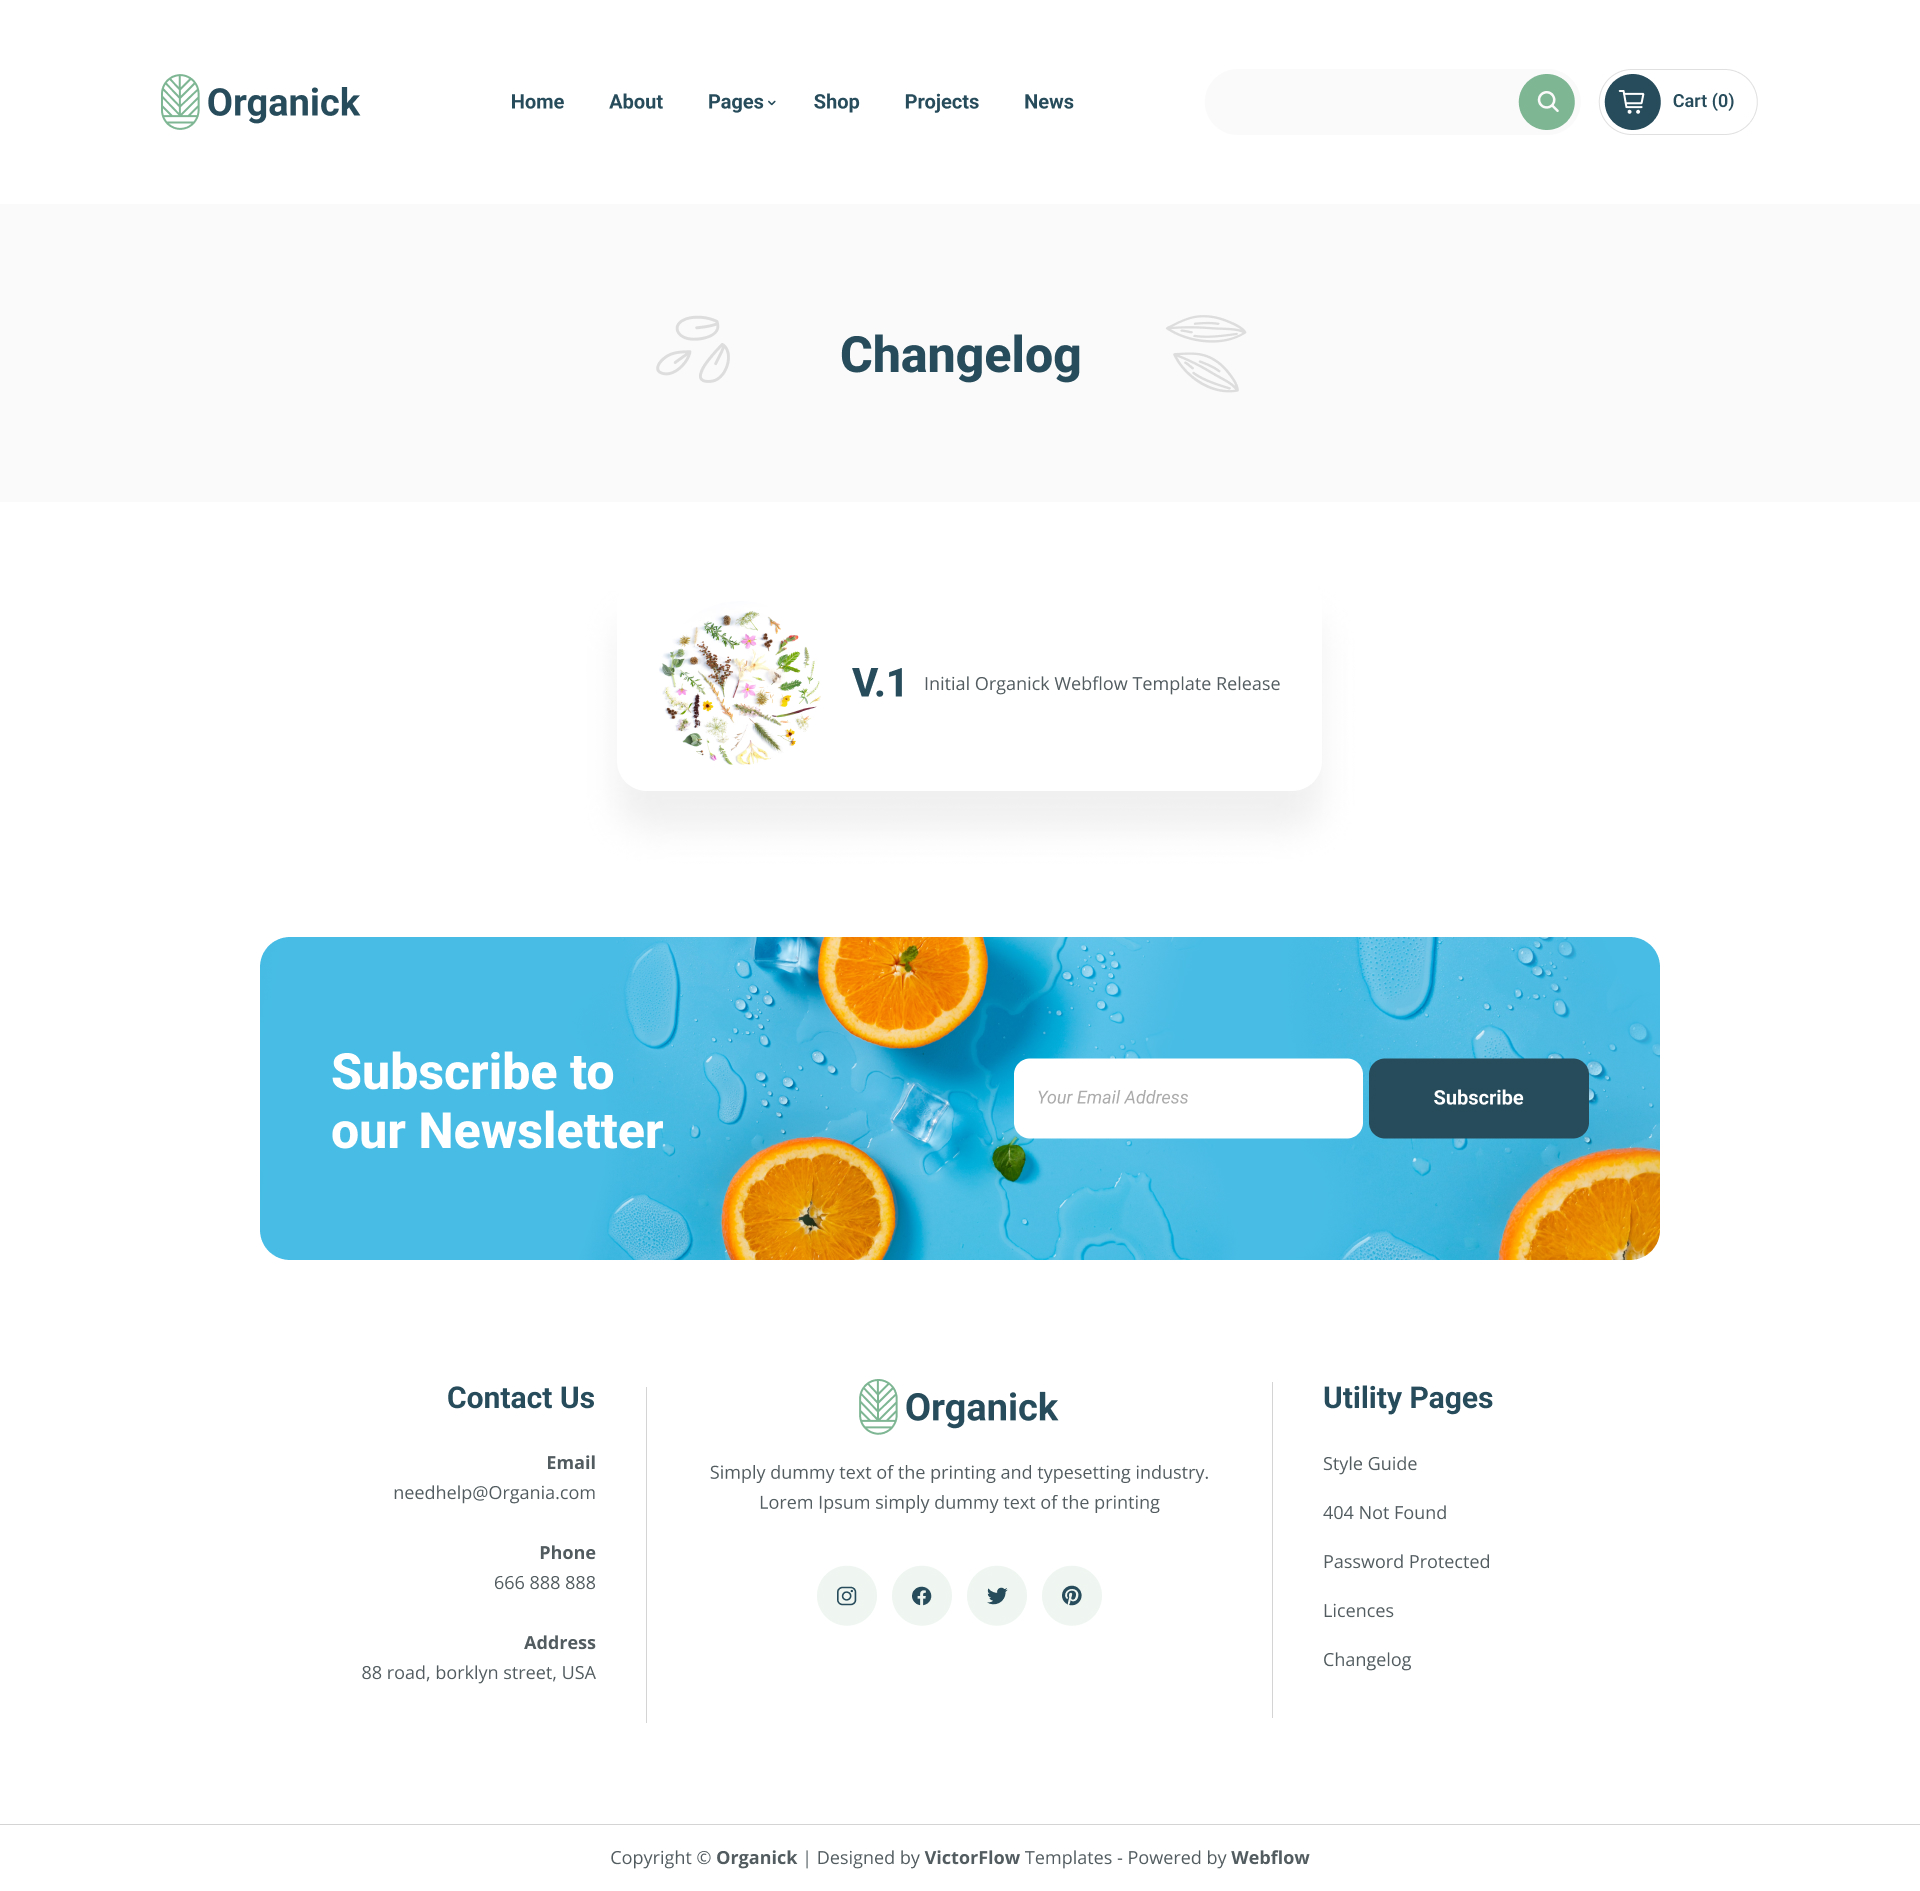 Organick
Home
About
Pages
Shop
Projects
News
Cart (0)
Changelog
V.1 Initial Organick Webflow Template Release
Subscribe to
our Newsletter
Your Email Address
Subscribe
Contact Us
Email
needhelp@Organia.com
Phone
666 888 888
Address
88 road, borklyn street, USA
Organick
Simply dummy text of the printing and typesetting industry.
Lorem Ipsum simply dummy text of the printing
Utility Pages
Style Guide
404 Not Found
Password Protected
Licences
Changelog
Copyright © Organick | Designed by VictorFlow Templates - Powered by Webflow